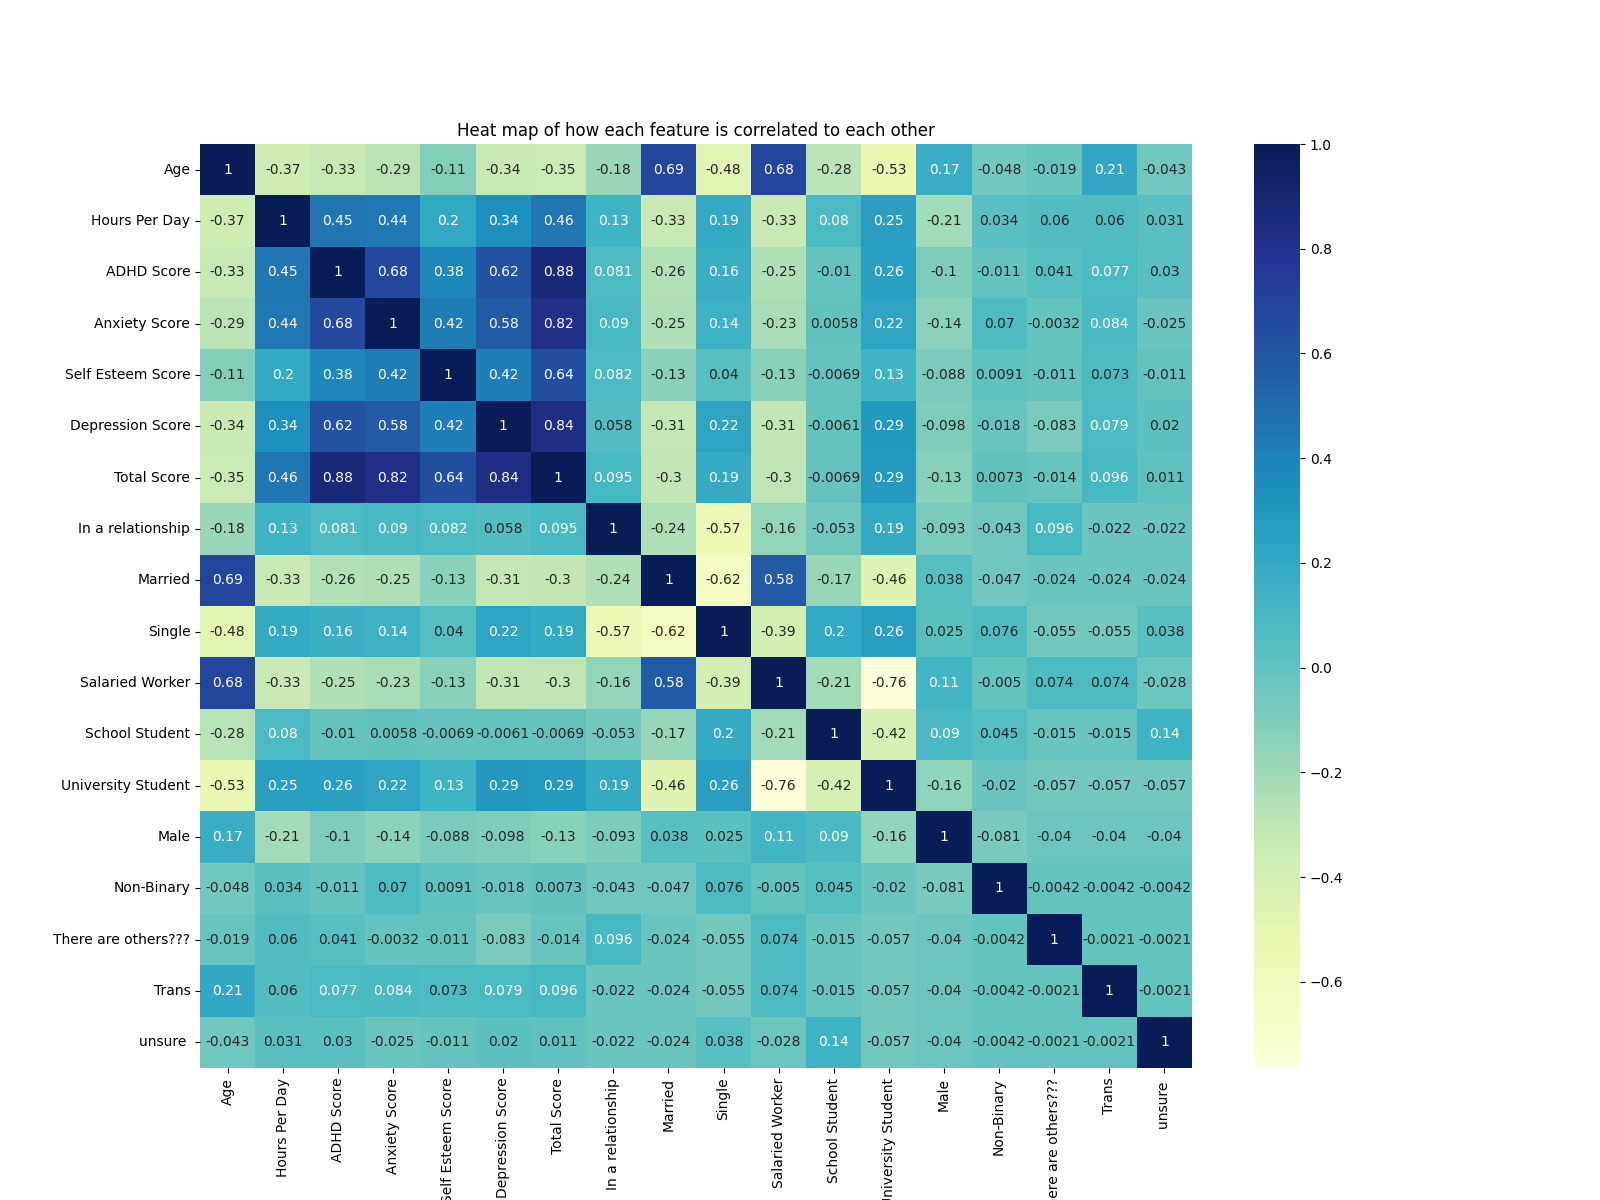 Heat map of how each feature is correlated to each other
Age 1 -0.37 -0.33 -0.29 -0.11 -0.34 -0.35 -0.18 0.69 -0.48 0.68 -0.28 -0.53 0.17 -0.048 -0.019 0.21 -0.043
Hours Per Day -0.37 1 0.45 0.44 0.2 0.34 0.46 0.13 -0.33 0.19 -0.33 0.08 0.25 -0.21 0.034 0.06 0.06 0.031
ADHD Score -0.33 0.45 1 0.68 0.38 0.62 0.88 0.081 -0.26 0.16 -0.25 -0.01 0.26 -0.1 -0.011 0.041 0.077 0.03
Anxiety Score -0.29 0.44 0.68 1 0.42 0.58 0.82 0.09 -0.25 0.14 -0.23 0.0058 0.22 -0.14 0.07 -0.0032 0.084 -0.025
Self Esteem Score -0.11 0.2 0.38 0.42 1 0.42 0.64 0.082 -0.13 0.04 -0.13 -0.0069 0.13 -0.088 0.0091 -0.011 0.073 -0.011
Depression Score -0.34 0.34 0.62 0.58 0.42 1 0.84 0.058 -0.31 0.22 -0.31 -0.0061 0.29 -0.098 -0.018 -0.083 0.079 0.02
Total Score -0.35 0.46 0.88 0.82 0.64 0.84 1 0.095 -0.3 0.19 -0.3 -0.0069 0.29 -0.13 0.0073 -0.014 0.096 0.011
In a relationship -0.18 0.13 0.081 0.09 0.082 0.058 0.095 1 -0.24 -0.57 -0.16 -0.053 0.19 -0.093 -0.043 0.096 -0.022 -0.022
Married 0.69 -0.33 -0.26 -0.25 -0.13 -0.31 -0.3 -0.24 1 -0.62 0.58 -0.17 -0.46 0.038 -0.047 -0.024 -0.024 -0.024
Single -0.48 0.19 0.16 0.14 0.04 0.22 0.19 -0.57 -0.62 1 -0.39 0.2 0.26 0.025 0.076 -0.055 -0.055 0.038
Salaried Worker 0.68 -0.33 -0.25 -0.23 -0.13 -0.31 -0.3 -0.16 0.58 -0.39 1 -0.21 -0.76 0.11 -0.005 0.074 0.074 -0.028
School Student -0.28 0.08 -0.01 0.0058 -0.0069 -0.0061 -0.0069 -0.053 -0.17 0.2 -0.21 1 -0.42 0.09 0.045 -0.015 -0.015 0.14
University Student -0.53 0.25 0.26 0.22 0.13 0.29 0.29 0.19 -0.46 0.26 -0.76 -0.42 1 -0.16 -0.02 -0.057 -0.057 -0.057
Male 0.17 -0.21 -0.1 -0.14 -0.088 -0.098 -0.13 -0.093 0.038 0.025 0.11 0.09 -0.16 1 -0.081 -0.04 -0.04 -0.04
Non-Binary -0.048 0.034 -0.011 0.07 0.0091 -0.018 0.0073 -0.043 -0.047 0.076 -0.005 0.045 -0.02 -0.081 1 -0.0042 -0.0042 -0.0042
There are others??? -0.019 0.06 0.041 -0.0032 -0.011 -0.083 -0.014 0.096 -0.024 -0.055 0.074 -0.015 -0.057 -0.04 -0.0042 1 -0.0021 -0.0021
Trans 0.21 0.06 0.077 0.084 0.073 0.079 0.096 -0.022 -0.024 -0.055 0.074 -0.015 -0.057 -0.04 -0.0042 -0.0021 1 -0.0021
unsure -0.043 0.031 0.03 -0.025 -0.011 0.02 0.011 -0.022 -0.024 0.038 -0.028 0.14 -0.057 -0.04 -0.0042 -0.0021 -0.0021 1
Age
Hours Per Day
ADHD Score
Anxiety Score
Self Esteem Score
Depression Score
Total Score
In a relationship
Married
Single
Salaried Worker
School Student
University Student
Male
Non-Binary
ere are others???
Trans
unsure
1.0
0.8
0.6
0.4
0.2
0.0
−0.2
−0.4
−0.6